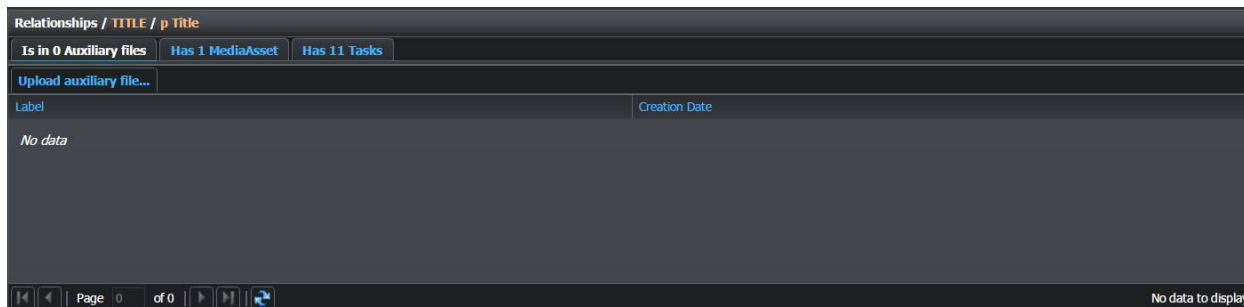 Relationships / TITLE / p Title
Is in 0 Auxiliary files Has 1 MediaAsset Has 11 Tasks
Upload auxiliary file...
Label Creation Date
No data
Page 0 of 0 No data to display